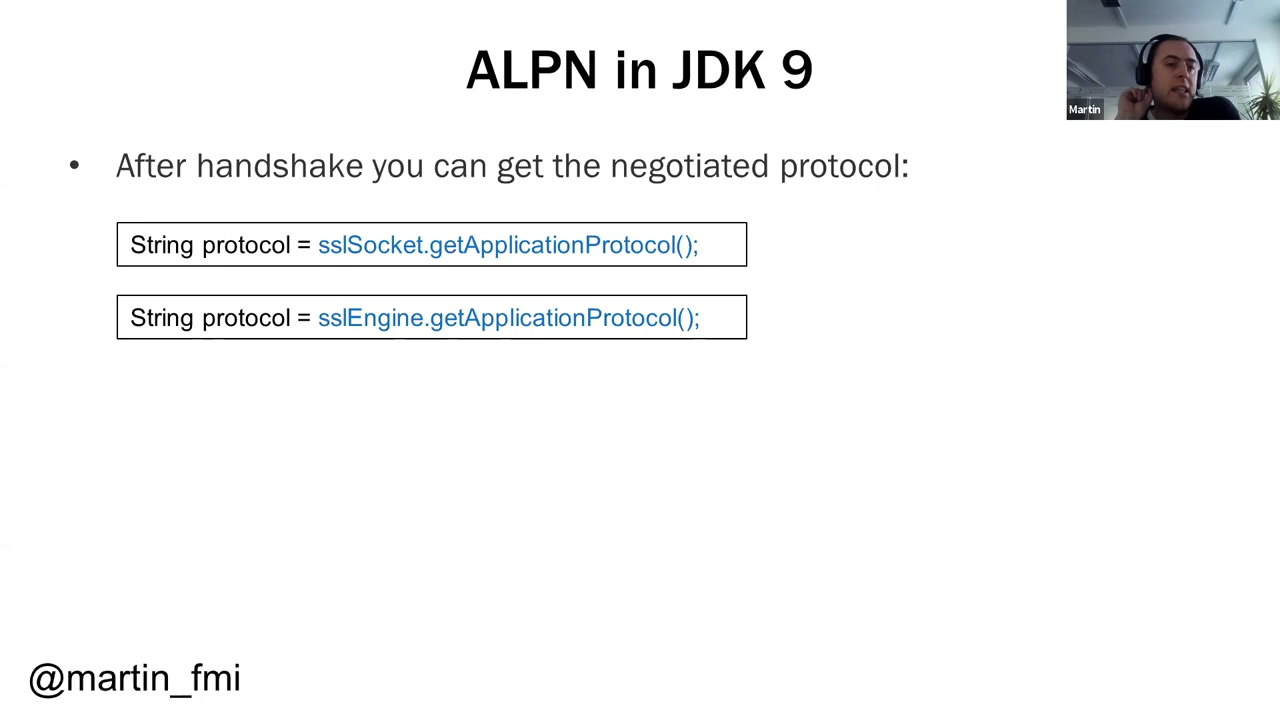 ALPN in JDK 9
Martin
• After handshake you can get the negotiated protocol:
String protocol = sslSocket.getApplicationProtocol();
String protocol = sslEngine.getApplicationProtocol();
@martin_fmi